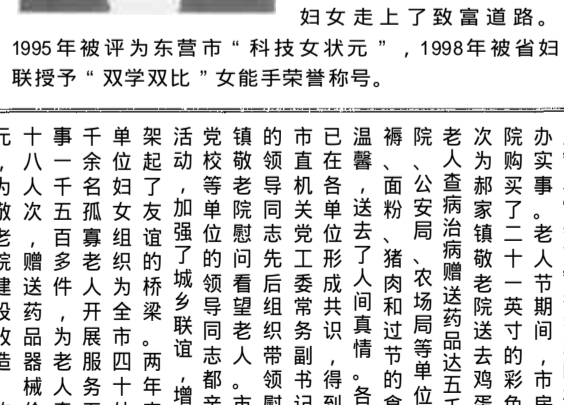 妇女走上了致富道路。
1995年被评为东营市“科技女状元”,1998年被省妇
联授予“双学双比”女能手荣誉称号。
办实事。老人节期间,市房
院购买了二十一英寸的彩色
次为郝家镇敬老院送去鸡蛋
老人查病治病赠送药品达五千
院、公安局、农场局等单位
褥、面粉、猪肉和过节的食
温馨,送去了人间真情。各
已在各单位形成共识,得到
市直机关党工委常务副书记
的领导同志先后组织带领慰
镇敬老院慰问看望老人。市
党校等单位的领导同志都亲
活动,加强了城乡联谊,增
架起了友谊的桥梁。两年
单位妇女组织为全市四十
千余名孤寡老人开展服务
事一千五百多件,为老人
十八人次,赠送药品器械
元,为敬老院建设改造